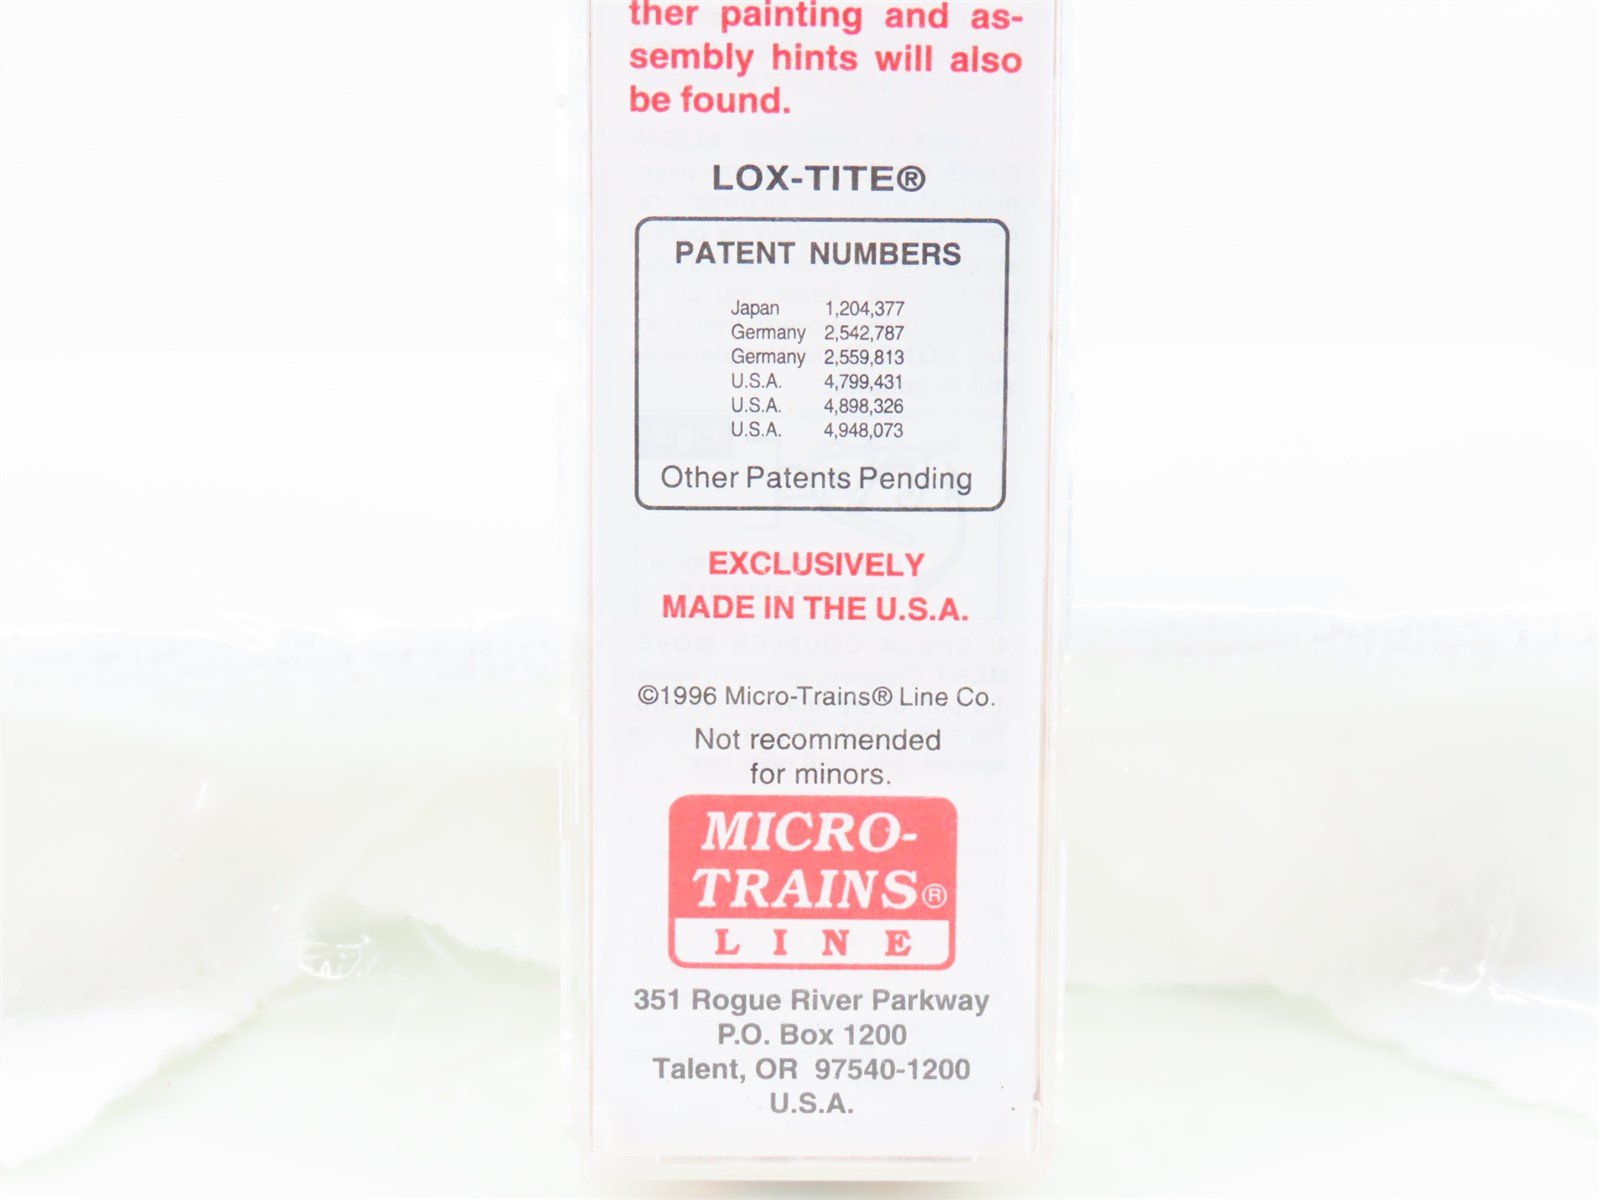 ther painting and as-
sembly hints will also
be found.
LOX-TITE®
PATENT NUMBERS
Japan 1,204,377
Germany 2,542,787
Germany 2,559,813
U.S.A. 4,799,431
U.S.A. 4,898,326
U.S.A. 4,948,073
Other Patents Pending
EXCLUSIVELY
MADE IN THE U.S.A.
©1996 Micro-Trains® Line Co.
Not recommended
for minors.
MICRO-
TRAINS®
LINE
351 Rogue River Parkway
P.O. Box 1200
Talent, OR 97540-1200
U.S.A.